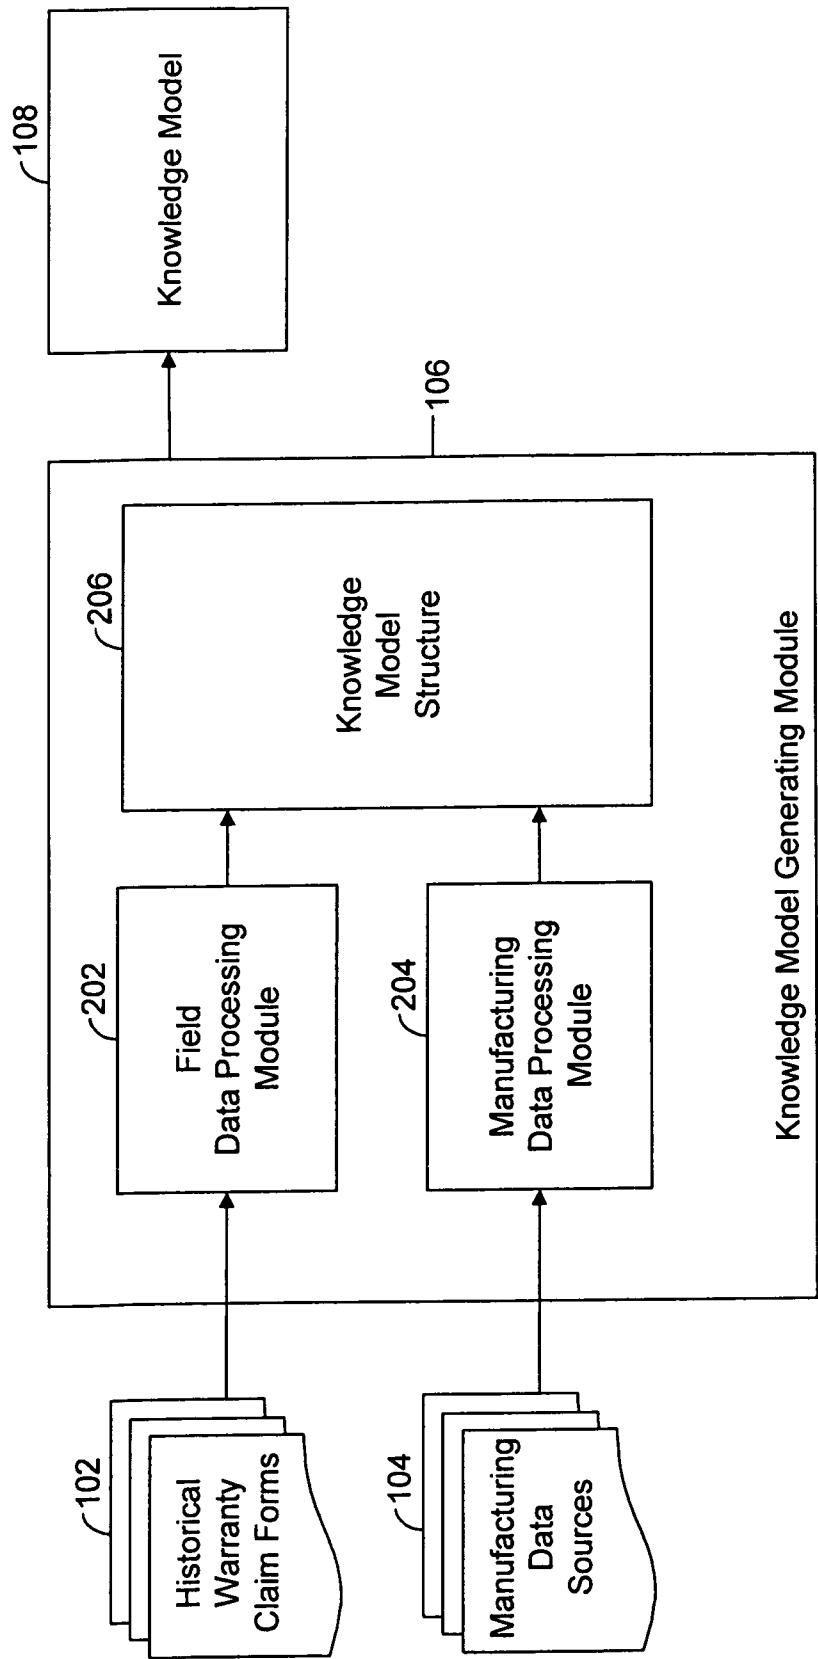 102
Historical
Warranty
Claim Forms
104
Manufacturing
Data
Sources
202
Field
Data Processing
Module
204
Manufacturing
Data Processing
Module
206
Knowledge
Model
Structure
Knowledge Model Generating Module
106
108
Knowledge Model